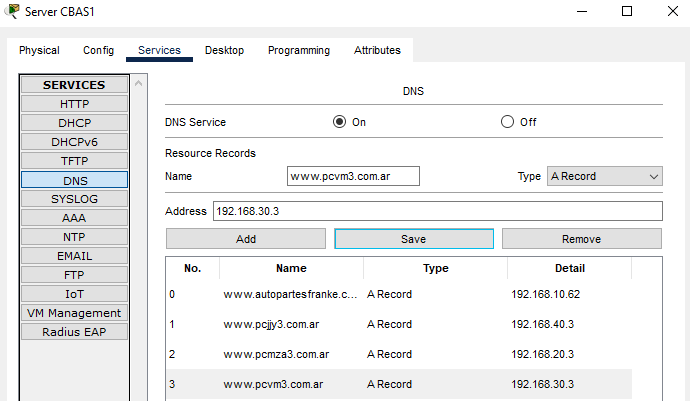 Server CBAS1
Physical Config Services Desktop Programming Attributes
SERVICES
HTTP
DHCP
DHCPv6
TFTP
DNS
SYSLOG
AAA
NTP
EMAIL
FTP
IoT
VM Management
Radius EAP
DNS
DNS Service On Off
Resource Records
Name www.pcvm3.com.ar Type A Record
Address 192.168.30.3
Add Save Remove
No. Name Type Detail
0 www.autopartesfranke.c... A Record 192.168.10.62
1 www.pcjjy3.com.ar A Record 192.168.40.3
2 www.pcmza3.com.ar A Record 192.168.20.3
3 www.pcvm3.com.ar A Record 192.168.30.3